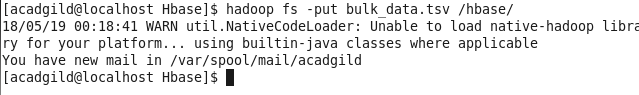 [acadgild@localhost Hbase]$ hadoop fs -put bulk_data.tsv /hbase/
18/05/19 00:18:41 WARN util.NativeCodeLoader: Unable to load native-hadoop libra
ry for your platform... using builtin-java classes where applicable
You have new mail in /var/spool/mail/acadgild
[acadgild@localhost Hbase]$